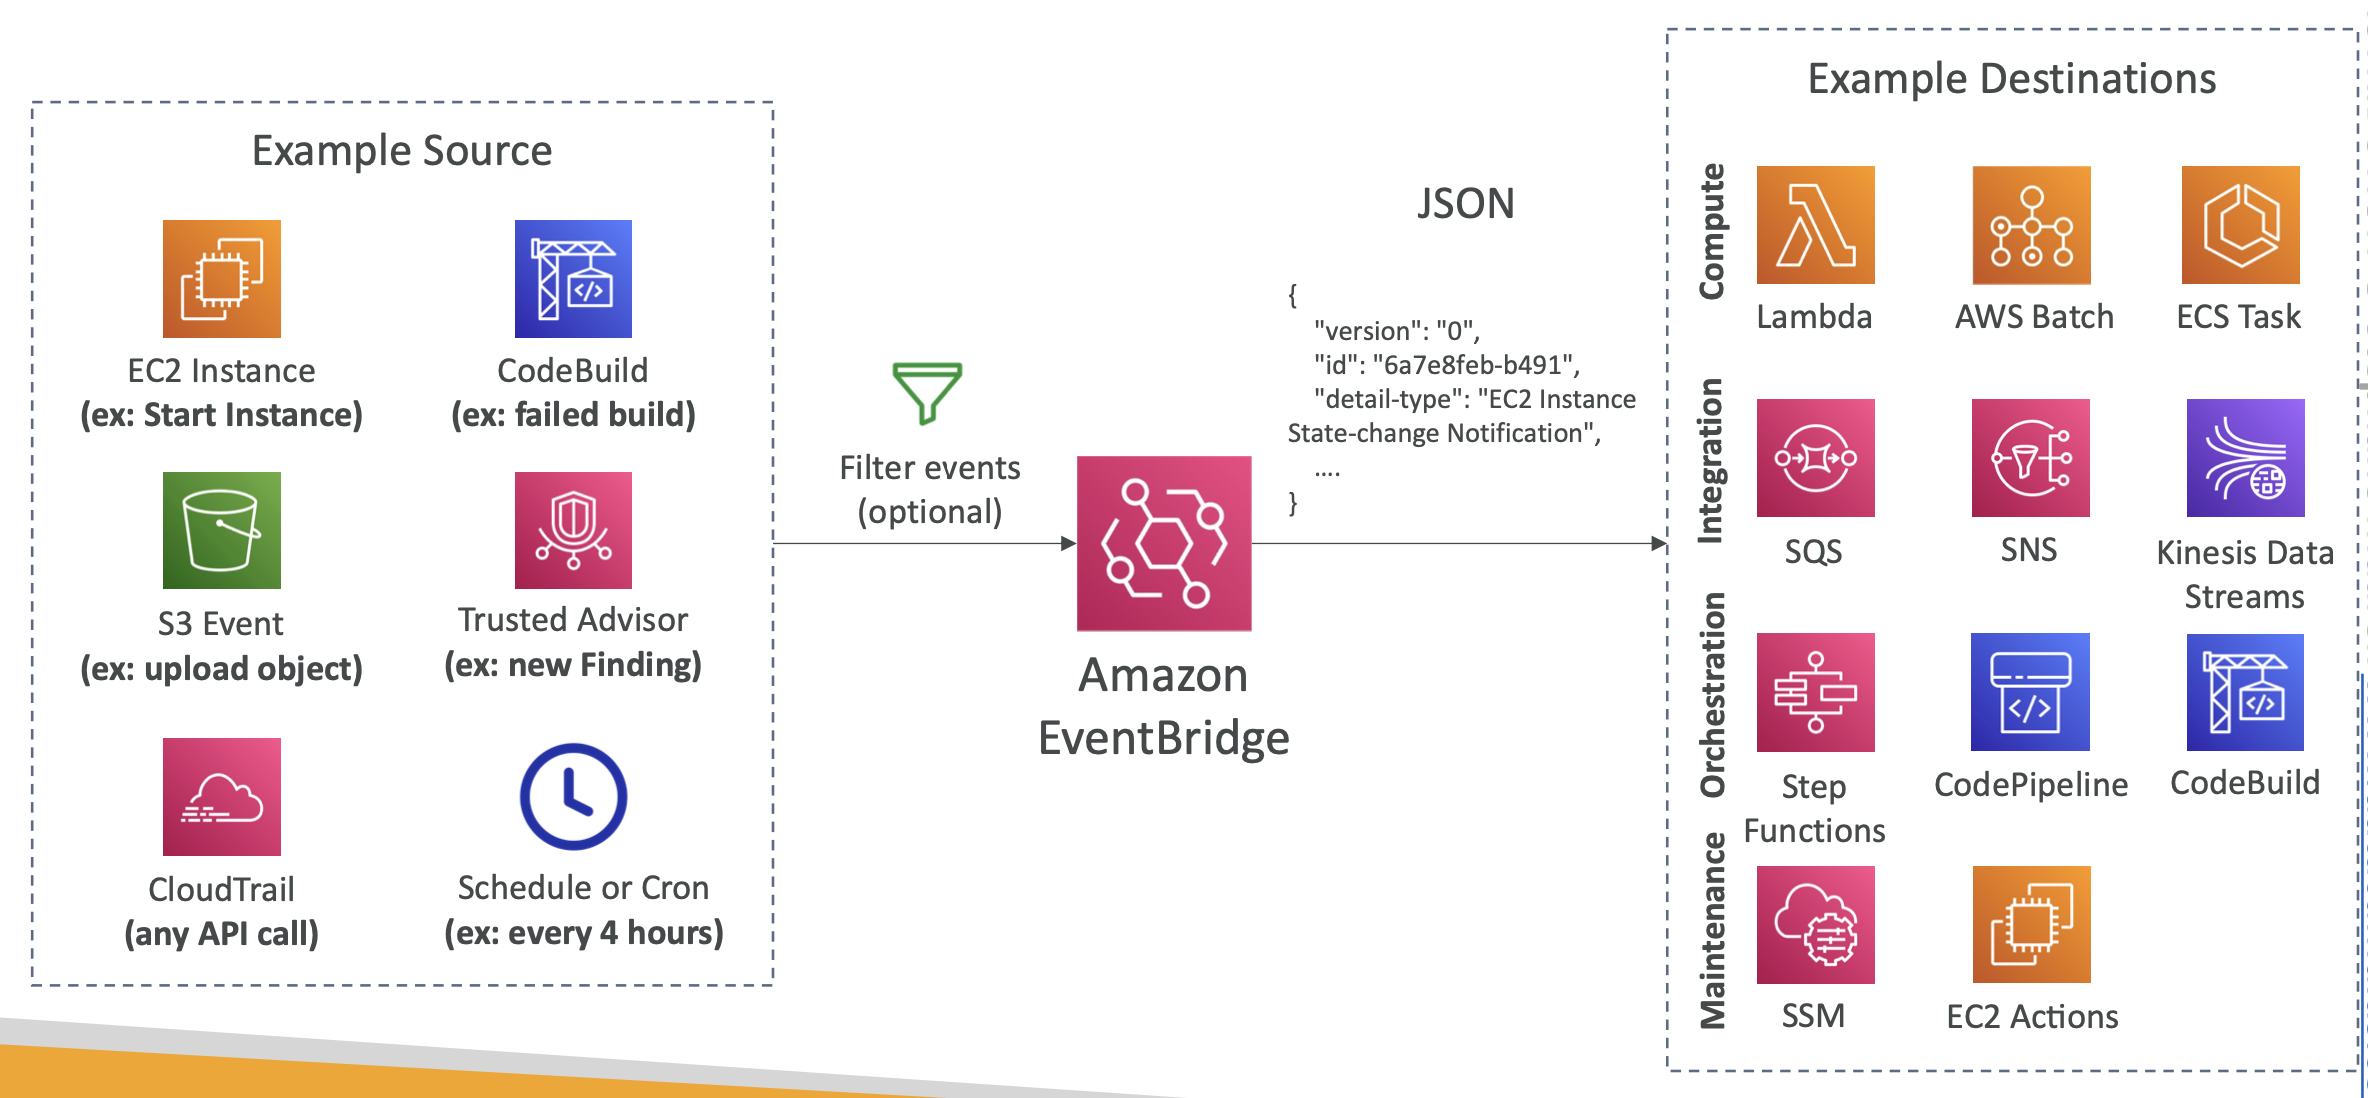 Example Source
EC2 Instance
(ex: Start Instance)
CodeBuild
(ex: failed build)
S3 Event
(ex: upload object)
Trusted Advisor
(ex: new Finding)
CloudTrail
(any API call)
Schedule or Cron
(ex: every 4 hours)
Filter events
(optional)
Amazon
EventBridge
JSON
{
"version": "0",
"id": "6a7e8feb-b491",
"detail-type": "EC2 Instance
State-change Notification",
....
}
Example Destinations
Compute
Lambda
AWS Batch
ECS Task
Integration
SQS
SNS
Kinesis Data
Streams
Orchestration
Step
Functions
CodePipeline
CodeBuild
Maintenance
SSM
EC2 Actions